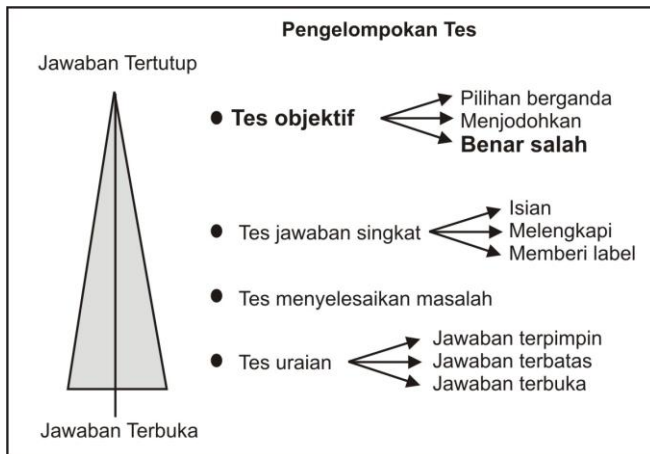 Pengelompokan Tes
Jawaban Tertutup
Tes objektif
Pilihan berganda
Menjodohkan
Benar salah
Tes jawaban singkat
Isian
Melengkapi
Memberi label
Tes menyelesaikan masalah
Tes uraian
Jawaban terpimpin
Jawaban terbatas
Jawaban terbuka
Jawaban Terbuka